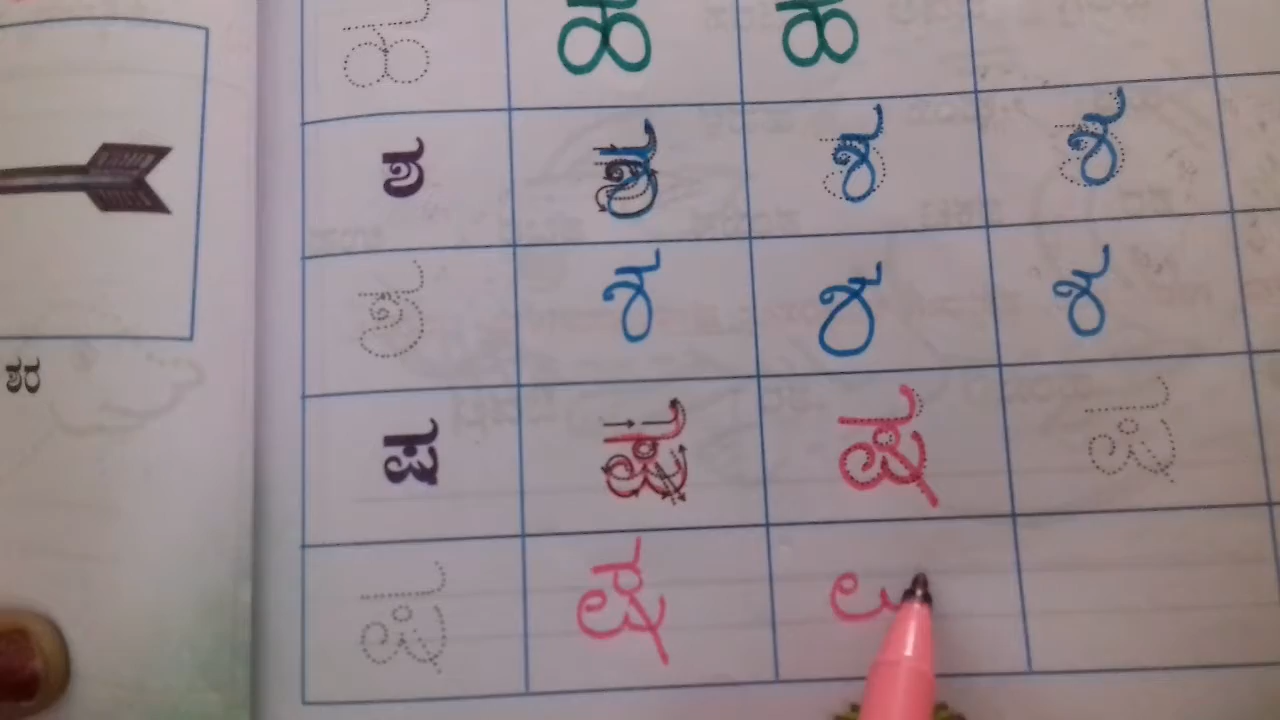 ವ ವ ವ
ಶ ಶ ಶ ಶ
ಶ ಶ ಶ ಶ
ಶರ
ಷ ಷ ಷ ಷ
ಷ ಷ